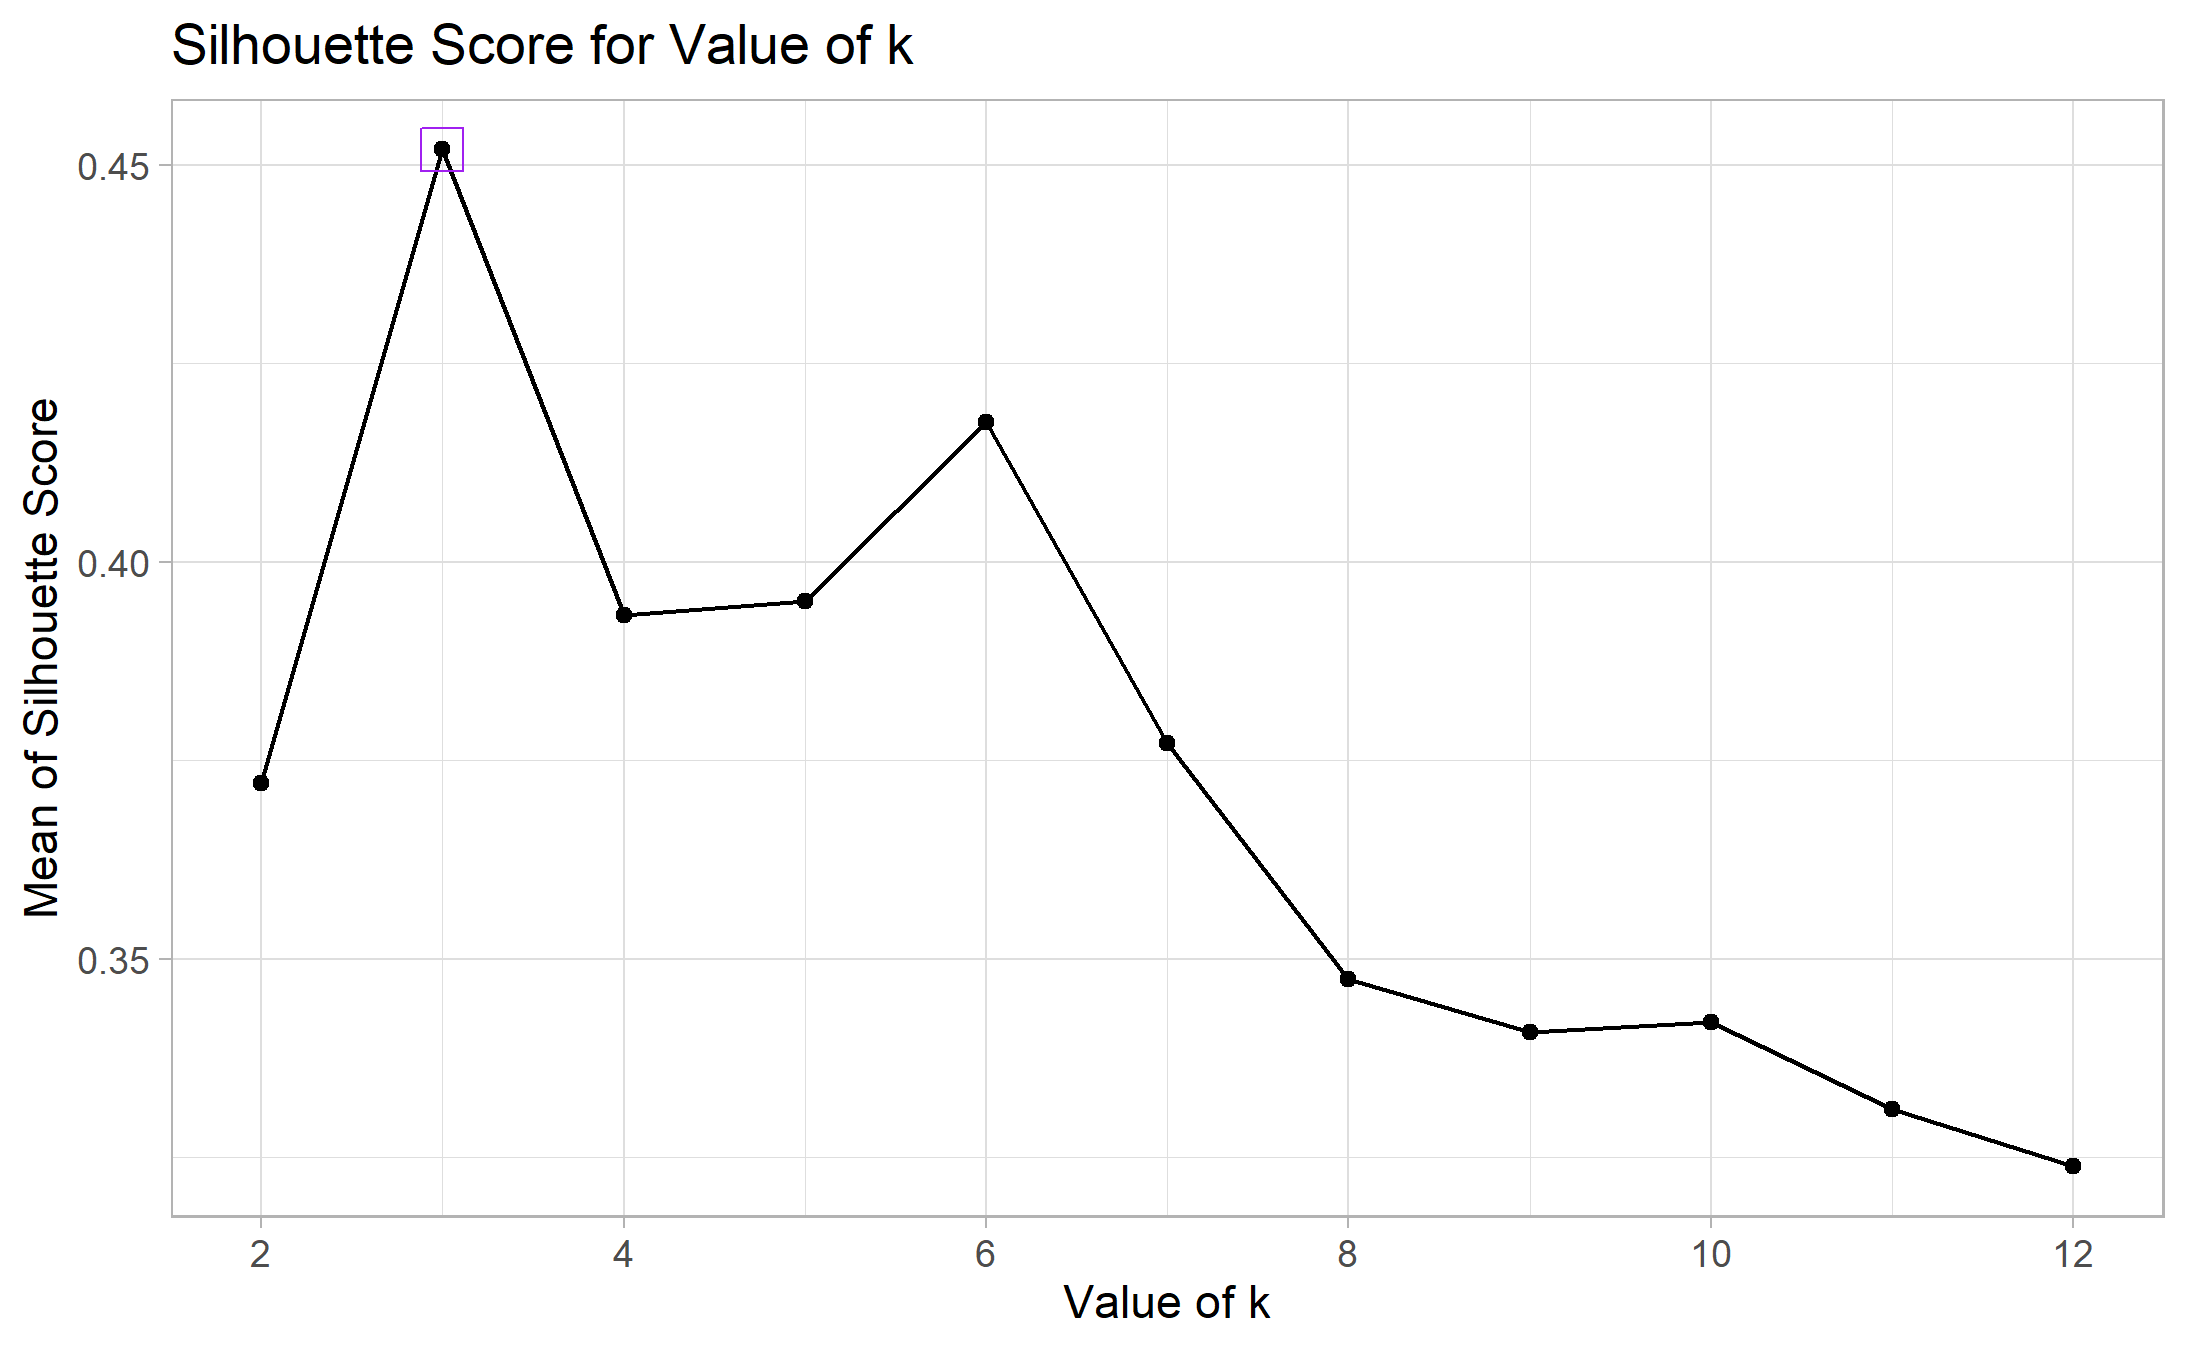 Silhouette Score for Value of k
Mean of Silhouette Score
0.45
0.40
0.35
2 4 6 8 10 12
Value of k